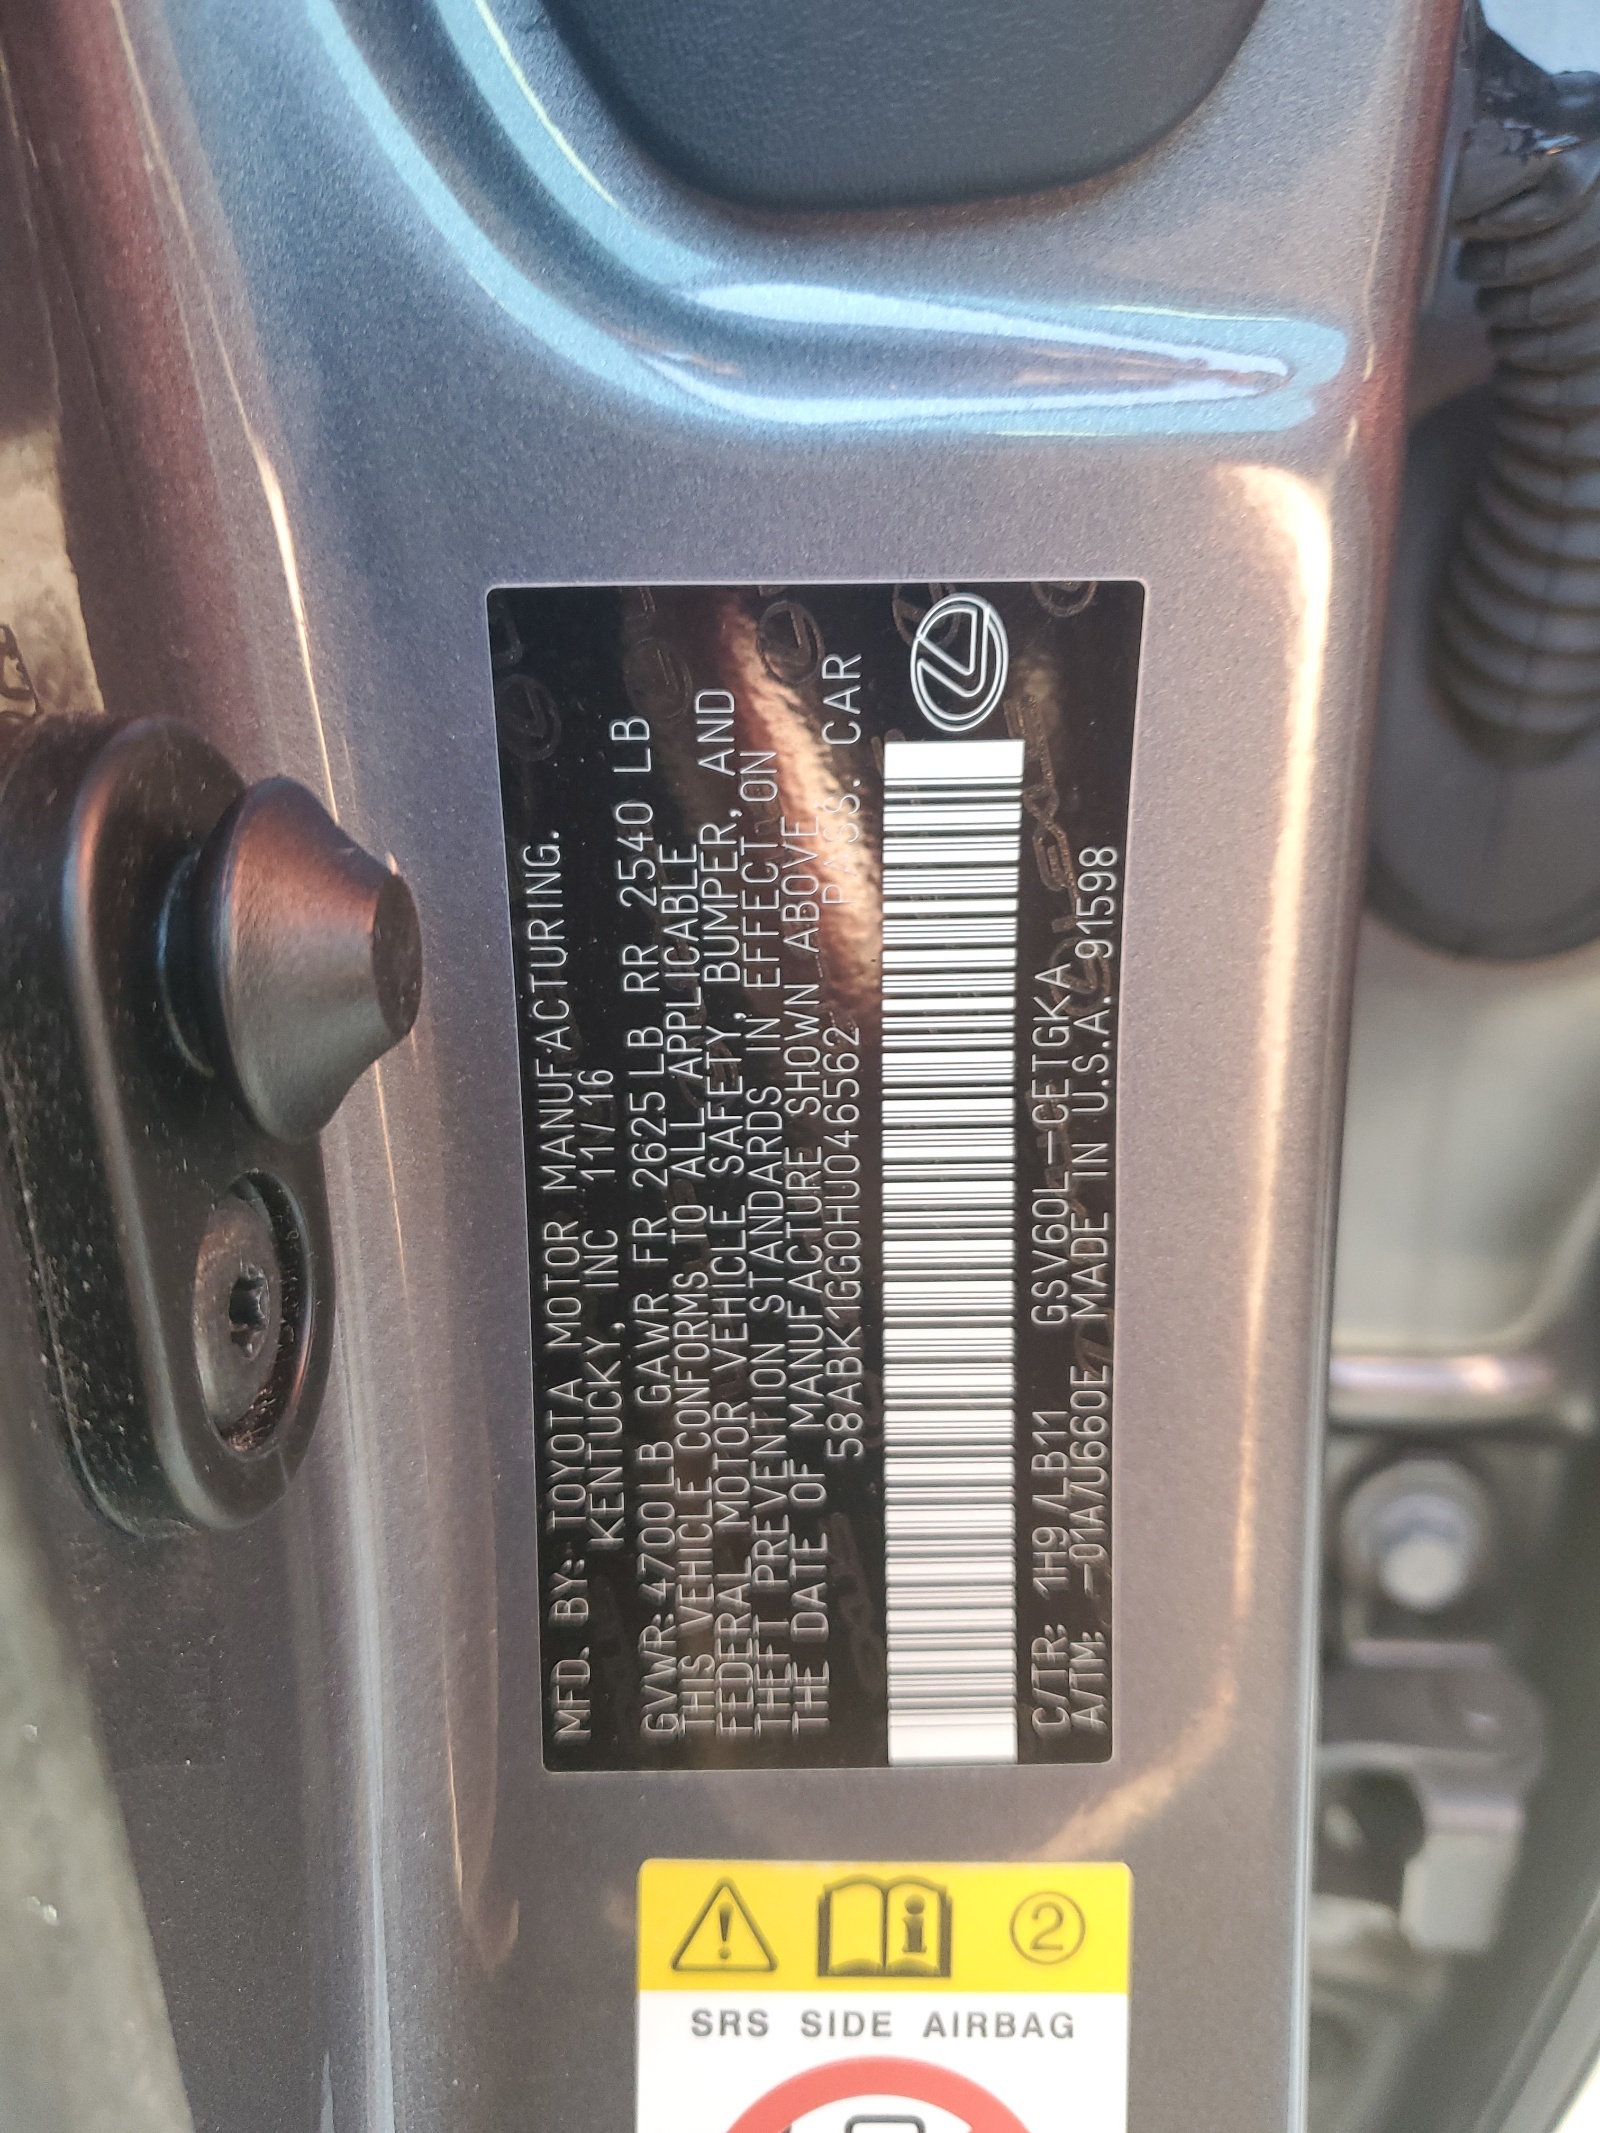 MFD. BY: TOYOTA MOTOR MANUFACTURING.
KENTUCKY, INC 11/16
GVWR: 4700LB GAWR FR 2625LB RR 2540 LB
THIS VEHICLE CONFORMS TO ALL APPLICABLE
FEDERAL MOTOR VEHICLE SAFETY, BUMPER, AND
THEFT PREVENTION STANDARDS IN EFFECT ON
THE DATE OF MANUFACTURE SHOWN ABOVE.
58ABK1GG0HU046562 PASS. CAR
C/TR: 1H9/LB11 GSV60L-CETGKA
A/TM: -01A/U660E MADE IN U.S.A. 91598
2
SRS SIDE AIRBAG